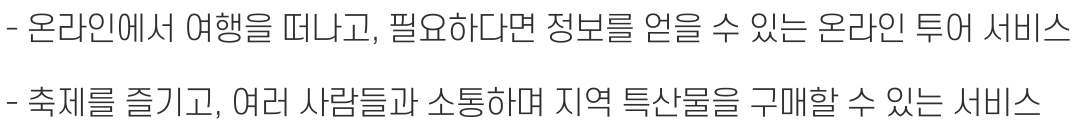 - 온라인에서 여행을 떠나고, 필요하다면 정보를 얻을 수 있는 온라인 투어 서비스
- 축제를 즐기고, 여러 사람들과 소통하며 지역 특산물을 구매할 수 있는 서비스